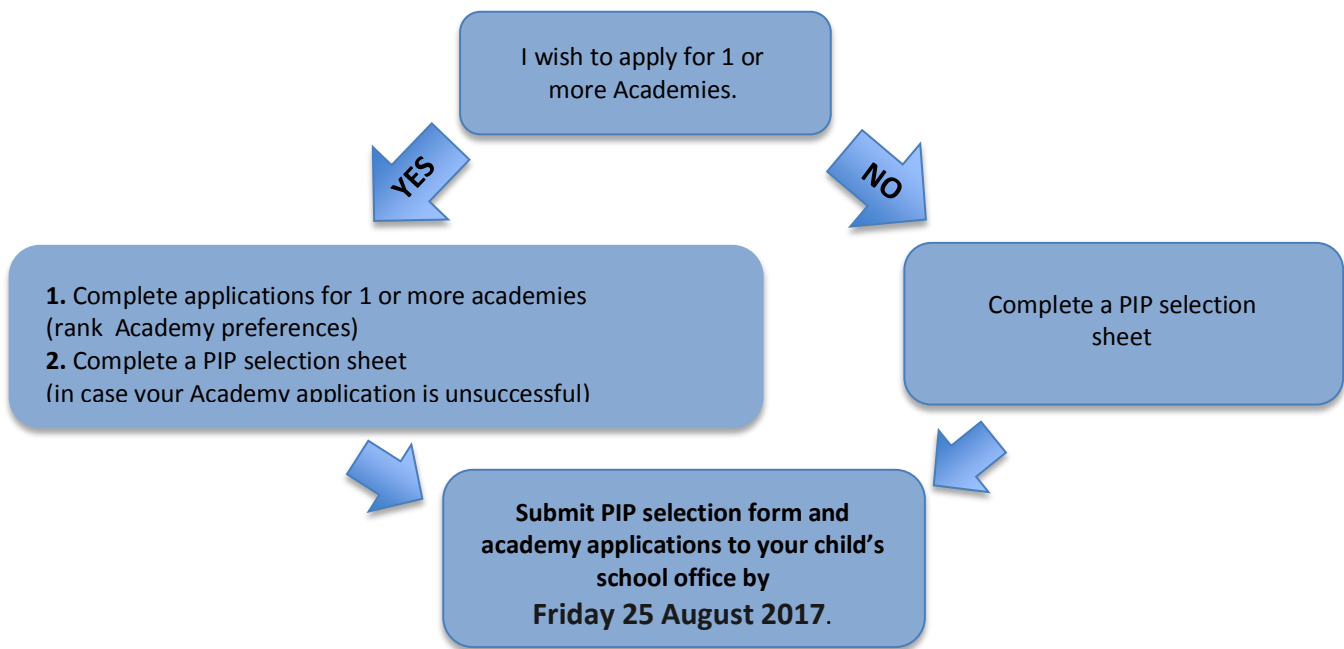 I wish to apply for 1 or
more Academies.
YES
NO
1. Complete applications for 1 or more academies
(rank Academy preferences)
2. Complete a PIP selection sheet
(in case your Academy application is unsuccessful)
Complete a PIP selection
sheet
Submit PIP selection form and
academy applications to your child's
school office by
Friday 25 August 2017.